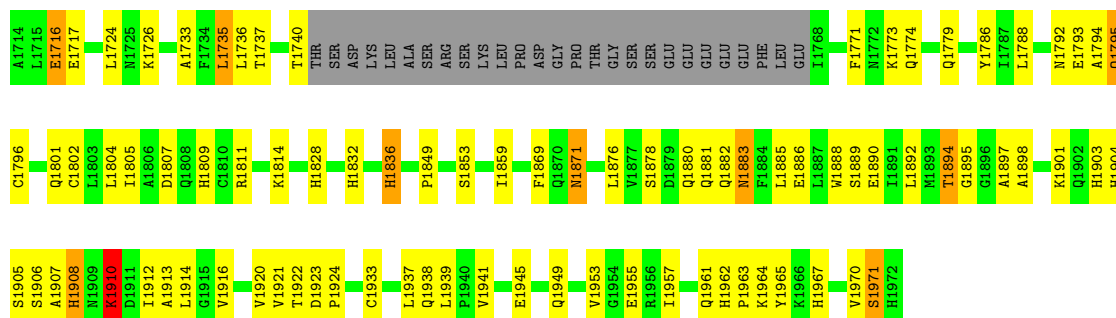 A1714 L1715 E1716 E1717 L1724 N1725 K1726 A1733 F1734 L1735 L1736 T1737 T1740 THR SER ASP LYS LEU ALA SER ARG SER LYS LEU PRO ASP GLY PRO THR GLY SER SER GLU GLU GLU GLU GLU PHE LEU GLU I1768 F1771 N1772 K1773 Q1774 Q1779 Y1786 I1787 L1788 N1792 E1793 A1794
C1796 Q1801 C1802 L1803 L1804 I1805 A1806 D1807 Q1808 H1809 C1810 R1811 K1814 H1828 H1832 H1836 P1849 S1853 I1859 F1869 Q1870 N1871 L1876 V1877 S1878 D1879 Q1880 Q1881 Q1882 N1883 F1884 L1885 E1886 L1887 W1888 S1889 E1890 I1891 L1892 M1893 T1894 G1895 G1896 A1897 A1898 K1901 Q1902 H1903
S1905 S1906 A1907 H1908 N1909 K1910 D1911 I1912 A1913 L1914 G1915 V1916 V1920 V1921 T1922 D1923 P1924 C1933 L1937 Q1938 L1939 P1940 V1941 E1945 Q1949 V1953 G1954 E1955 R1956 I1957 Q1961 H1962 P1963 K1964 Y1965 K1966 H1967 V1970 S1971 H1972